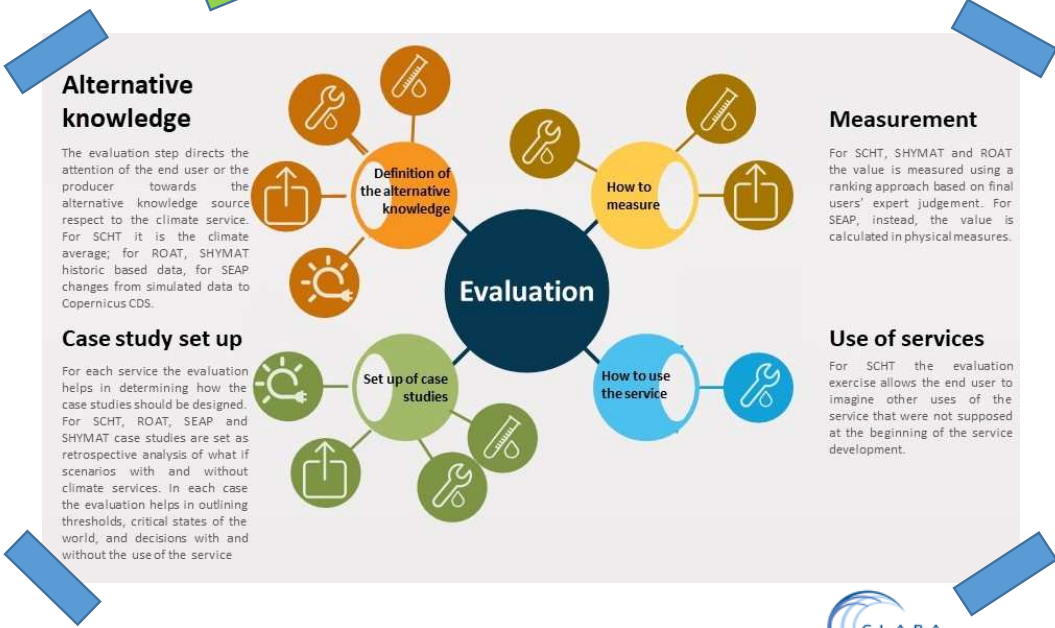 Alternative
knowledge
The evaluation step directs the
attention of the end user or the
producer towards the
alternative knowledge source
respect to the climate service.
For SCHT it is the climate
average; for ROAT, SHYMAT
historic based data, for SEAP
changes from simulated data to
Copernicus CDS.
Case study set up
For each service the evaluation
helps in determining how the
case studies should be designed.
For SCHT, ROAT, SEAP and
SHYMAT case studies are set as
retrospective analysis of what if
scenarios with and without
climate services. In each case
the evaluation helps in outlining
thresholds, critical states of the
world, and decisions with and
without the use of the service
Definition of
the alternative
knowledge
How to
measure
Evaluation
Set up of case
studies
How to use
the service
Measurement
For SCHT, SHYMAT and ROAT
the value is measured using a
ranking approach based on final
users' expert judgement. For
SEAP, instead, the value is
calculated in physical measures.
Use of services
For SCHT the evaluation
exercise allows the end user to
imagine other uses of the
service that were not supposed
at the beginning of the service
development.
CLARA